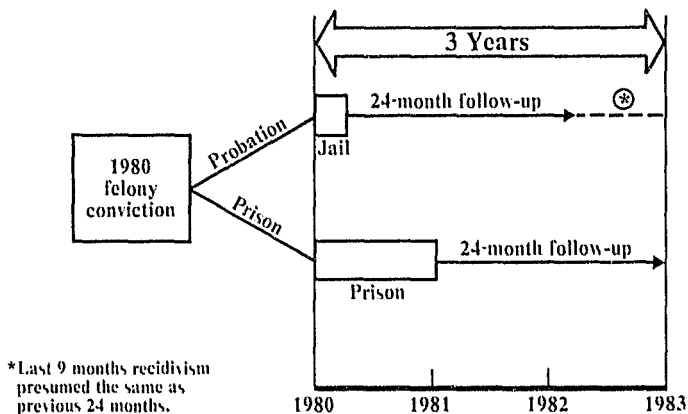 3 Years
24-month follow-up
*
Probation
Jail
1980
felony
conviction
Prison
24-month follow-up
Prison
*Last 9 months recidivism
presumed the same as
previous 24 months.
1980 1981 1982 1983